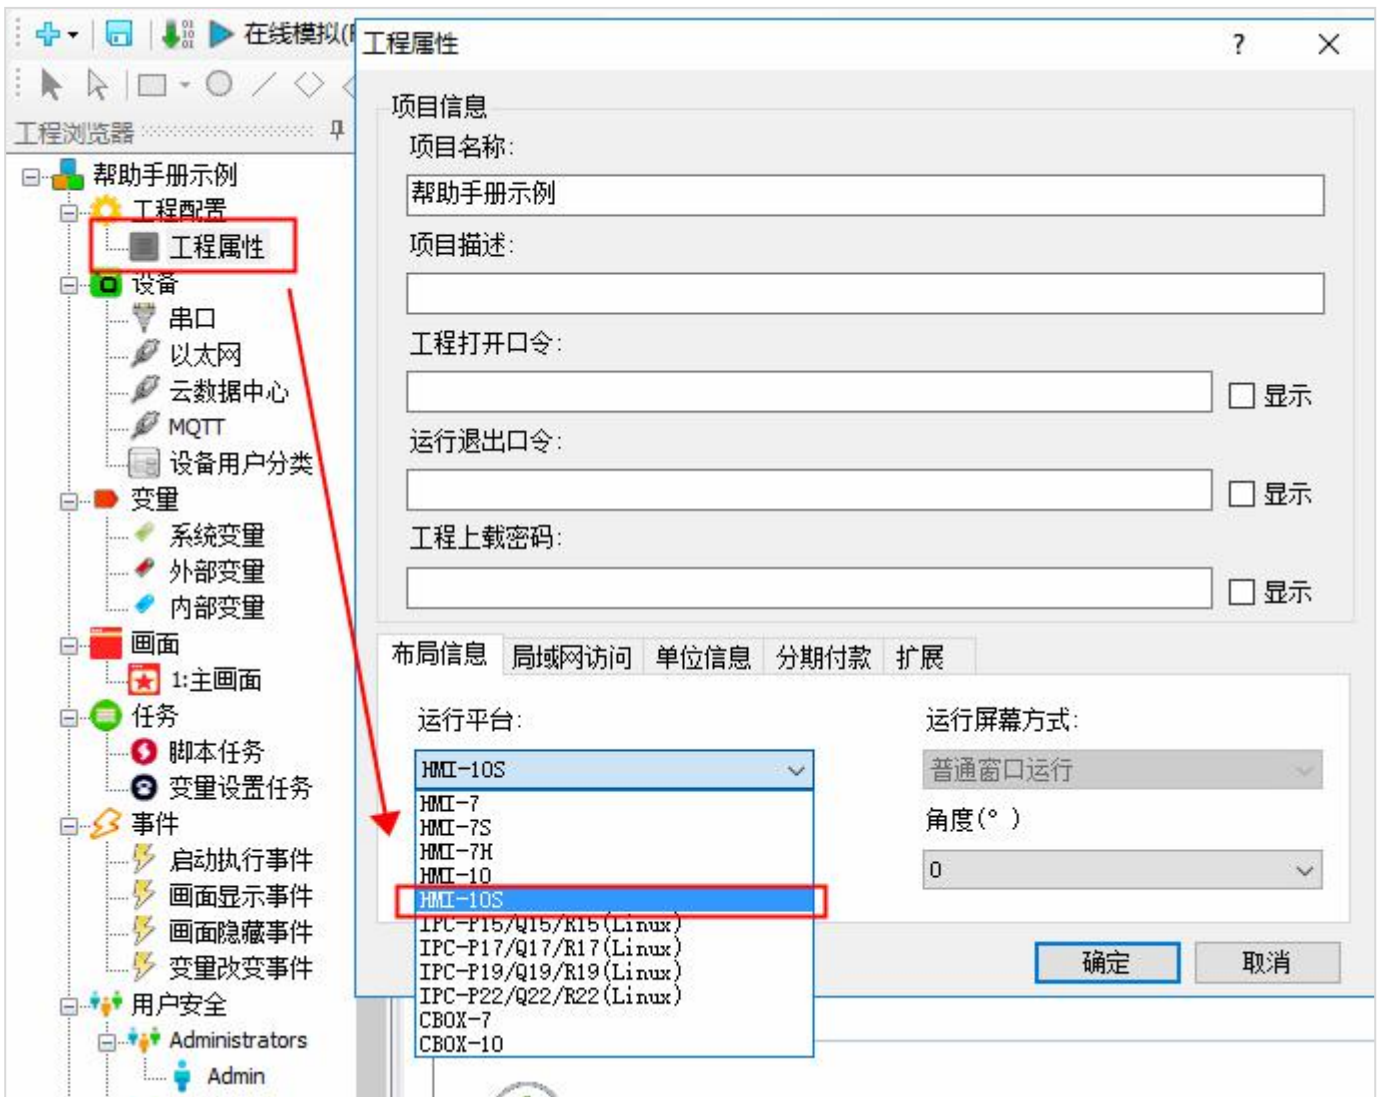 在线模拟(
工程浏览器
帮助手册示例
工程配置
工程属性
设备
串口
以太网
云数据中心
MQTT
设备用户分类
变量
系统变量
外部变量
内部变量
画面
1:主画面
任务
脚本任务
变量设置任务
事件
启动执行事件
画面显示事件
画面隐藏事件
变量改变事件
用户安全
Administrators
Admin
工程属性 ?
项目信息
项目名称:
帮助手册示例
项目描述:
工程打开口令:
显示
运行退出口令:
显示
工程上载密码:
显示
布局信息 局域网访问 单位信息 分期付款 扩展
运行平台:
HMI-10S
HMI-7
HMI-7S
HMI-7H
HMI-10
HMI-10S
IPC-P15/Q15/R15(Linux)
IPC-P17/Q17/R17(Linux)
IPC-P19/Q19/R19(Linux)
IPC-P22/Q22/R22(Linux)
CBOX-7
CBOX-10
运行屏幕方式:
普通窗口运行
角度(° )
0
确定 取消